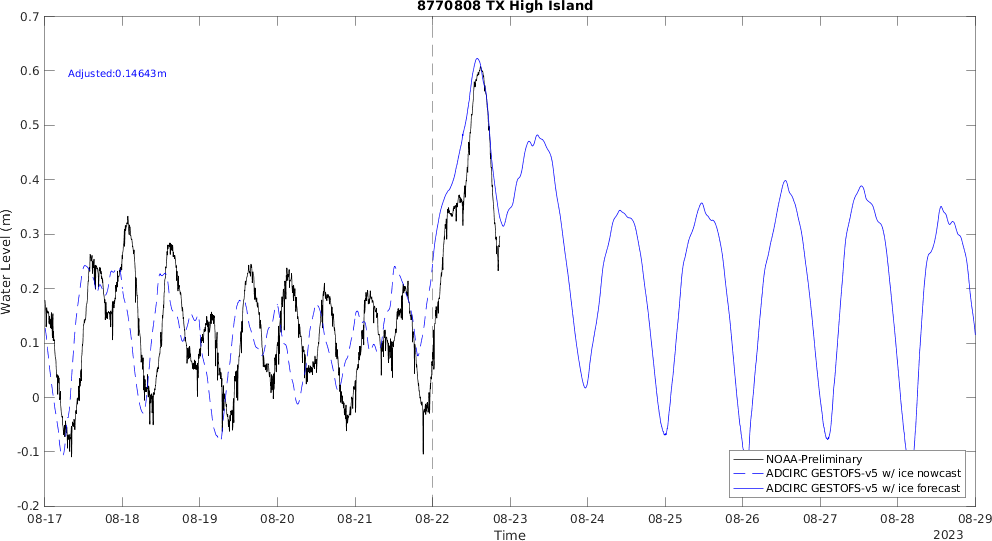 8770808 TX High Island
0.7
0.6
0.5
0.4
0.3
0.2
0.1
0
-0.1
-0.2
Water Level (m)
Adjusted:0.14643m
NOAA-Preliminary
ADCIRC GESTOFS-v5 w/ ice nowcast
ADCIRC GESTOFS-v5 w/ ice forecast
08-17 08-18 08-19 08-20 08-21 08-22 08-23 08-24 08-25 08-26 08-27 08-28 08-29
Time
2023